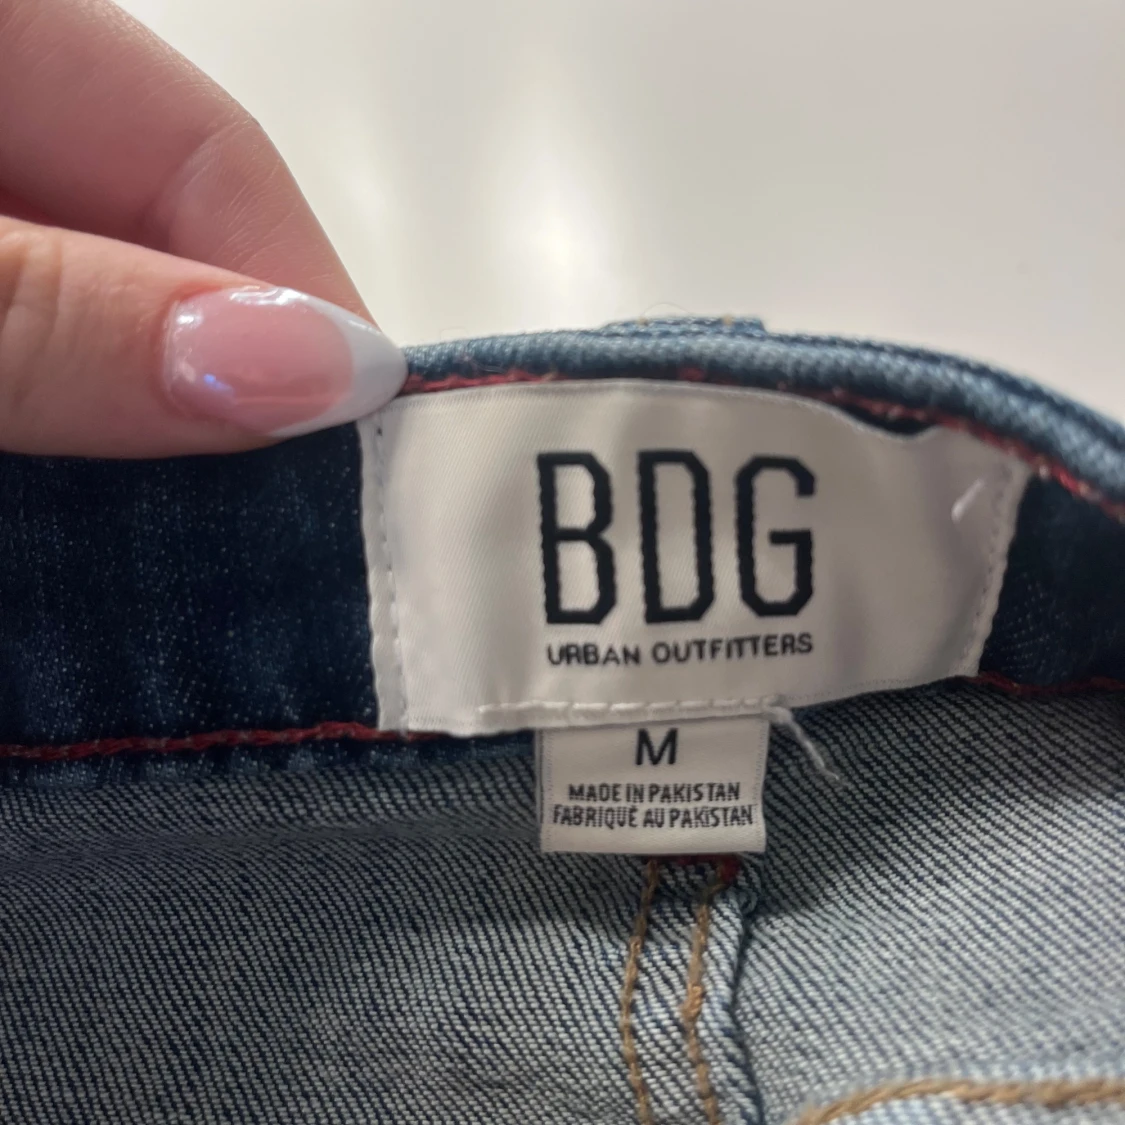 BDG
URBAN OUTFITTERS
M
MADE IN PAKISTAN
FABRIQUÉ AU PAKISTAN